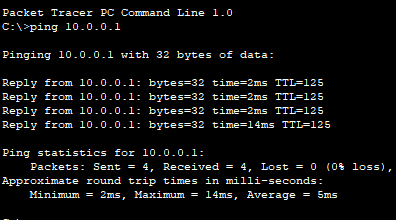 Packet Tracer PC Command Line 1.0
C:\>ping 10.0.0.1
Pinging 10.0.0.1 with 32 bytes of data:
Reply from 10.0.0.1: bytes=32 time=2ms TTL=125
Reply from 10.0.0.1: bytes=32 time=2ms TTL=125
Reply from 10.0.0.1: bytes=32 time=2ms TTL=125
Reply from 10.0.0.1: bytes=32 time=14ms TTL=125
Ping statistics for 10.0.0.1:
Packets: Sent = 4, Received = 4, Lost = 0 (0% loss),
Approximate round trip times in milli-seconds:
Minimum = 2ms, Maximum = 14ms, Average = 5ms